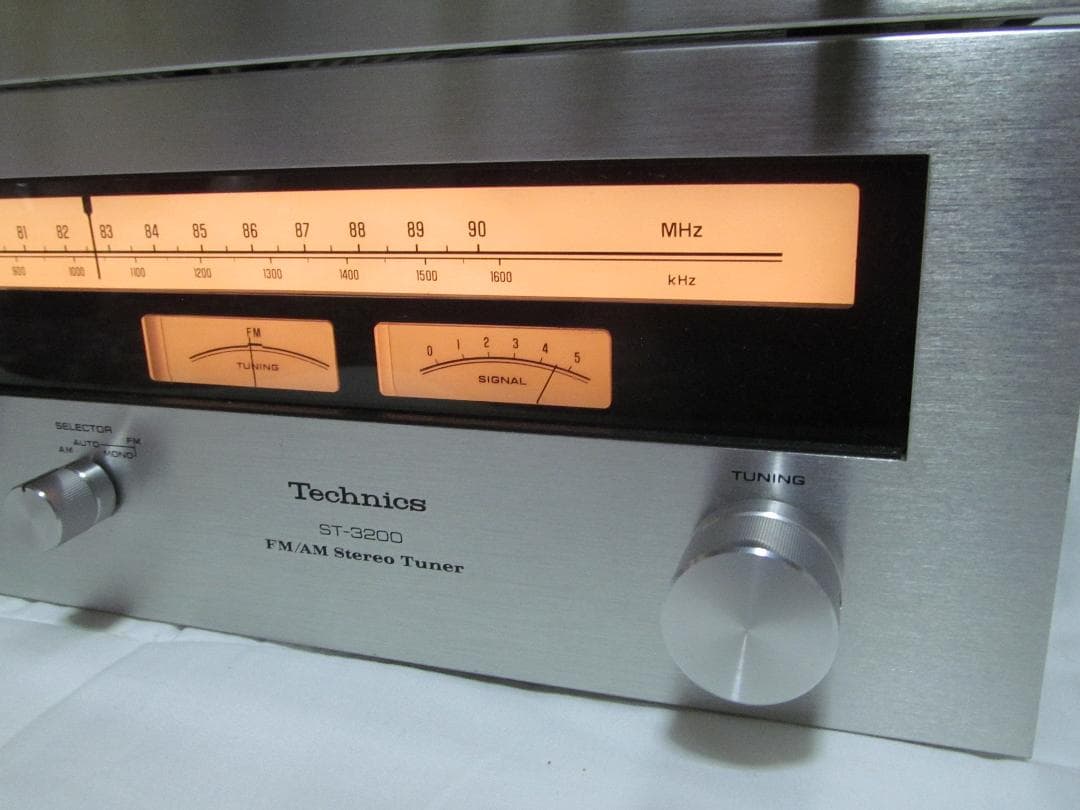 81 82 83 84 85 86 87 88 89 90 MHz
1000 1100 1200 1300 1400 1500 1600 kHz
FM
TUNING
0 1 2 3 4 5
SIGNAL
SELECTOR
AUTO FM
AM MONO
Technics
ST-3200
FM/AM Stereo Tuner
TUNING